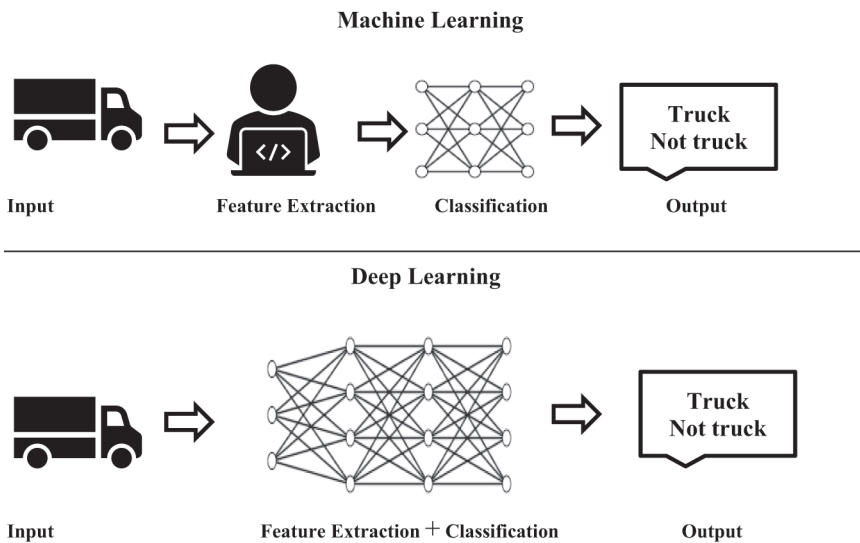 Machine Learning
</>
Truck
Not truck
Input
Feature Extraction
Classification
Output
Deep Learning
Truck
Not truck
Input
Feature Extraction + Classification
Output